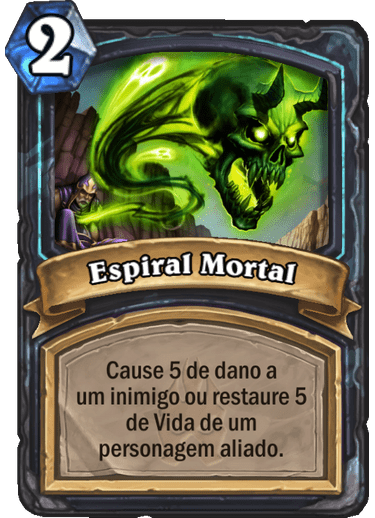 2
Espiral Mortal
Cause 5 de dano a
um inimigo ou restaure 5
de Vida de um
personagem aliado.